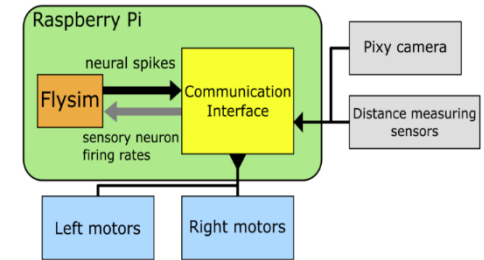 Raspberry Pi
neural spikes
Flysim
sensory neuron
firing rates
Communication
Interface
Pixy camera
Distance measuring
sensors
Left motors
Right motors